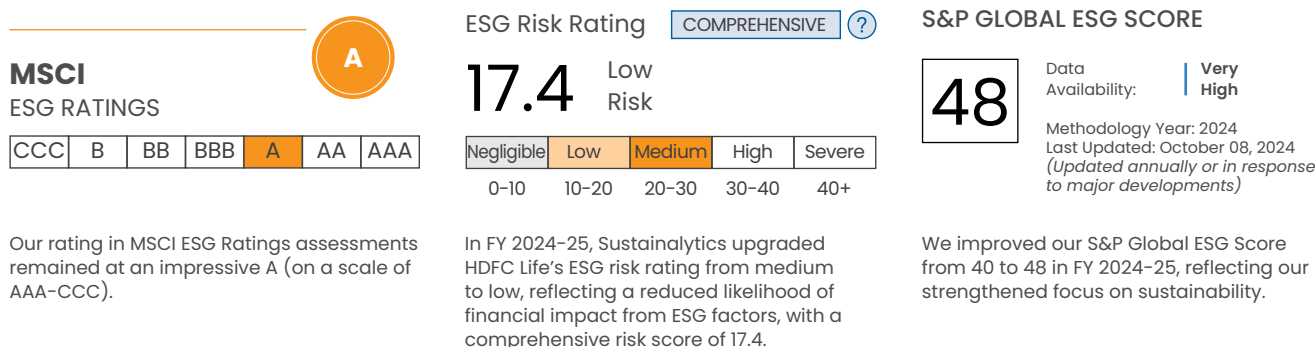 A
MSCI
ESG RATINGS
CCC B BB BBB A AA AAA
Our rating in MSCI ESG Ratings assessments
remained at an impressive A (on a scale of
AAA-CCC).
ESG Risk Rating COMPREHENSIVE ?
17.4 Low
Risk
Negligible Low Medium High Severe
0-10 10-20 20-30 30-40 40+
In FY 2024-25, Sustainalytics upgraded
HDFC Life's ESG risk rating from medium
to low, reflecting a reduced likelihood of
financial impact from ESG factors, with a
comprehensive risk score of 17.4.
S&P GLOBAL ESG SCORE
48
Data
Availability:
Very
High
Methodology Year: 2024
Last Updated: October 08, 2024
(Updated annually or in response
to major developments)
We improved our S&P Global ESG Score
from 40 to 48 in FY 2024-25, reflecting our
strengthened focus on sustainability.